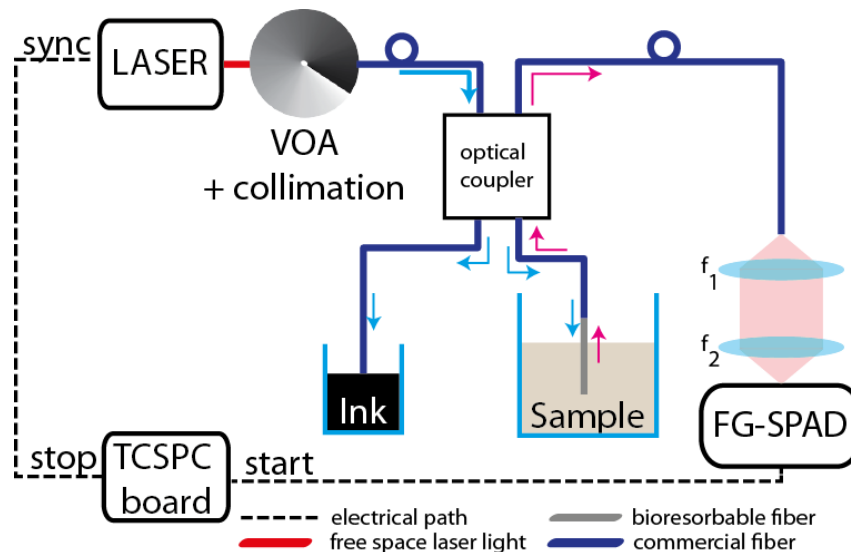 sync
LASER
VOA
+ collimation
optical
coupler
f1
f2
Ink
Sample
FG-SPAD
stop
TCSPC
board
start
electrical path
bioresorbable fiber
free space laser light
commercial fiber